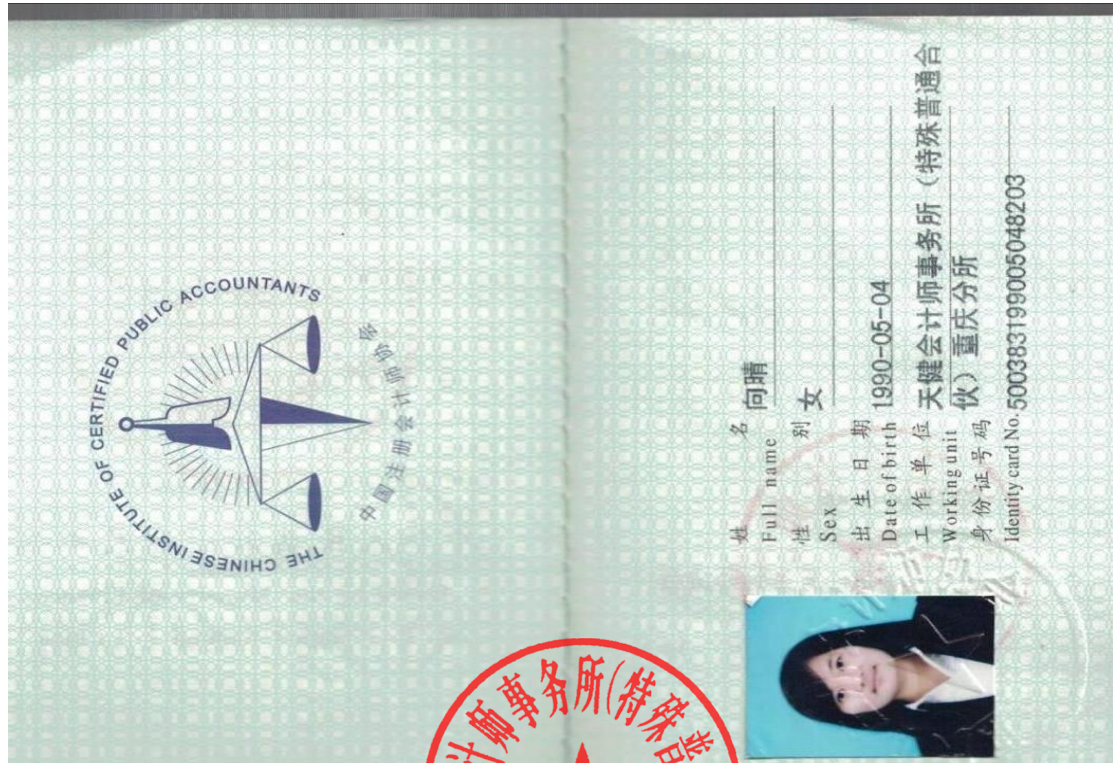 THE CHINESE INSTITUTE OF CERTIFIED PUBLIC ACCOUNTANTS
中国注册会计师协会
姓名 向晴
Full name
性别 女
Sex
出生日期 1990-05-04
Date of birth
工作单位 天健会计师事务所（特殊普通合
Working unit 伙）重庆分所
身份证号码
Identity card No. 500383199005048203
计师事务所(特殊普